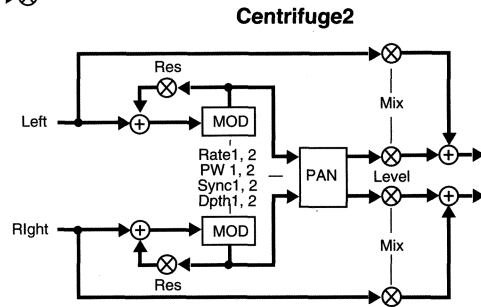 Centrifuge2
Res
Left
MOD
Mix
Rate1, 2
PW 1, 2
Sync1, 2
Dpth1, 2
PAN
Level
RIght
MOD
Res
Mix